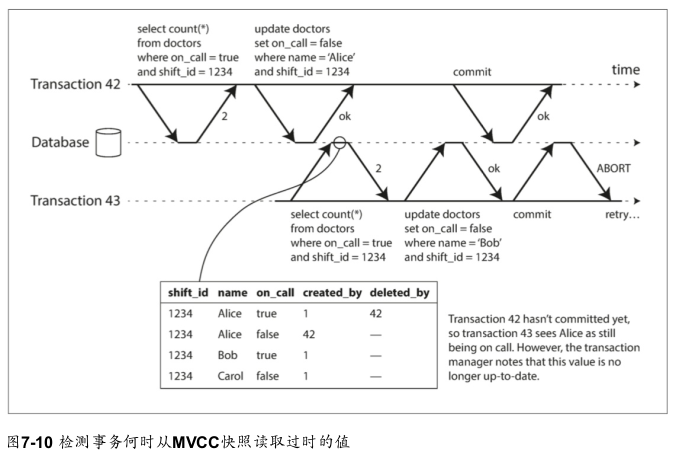 select count(*)
from doctors
where on_call = true
and shift_id = 1234
update doctors
set on_call = false
where name = 'Alice'
and shift_id = 1234
commit
time
Transaction 42
2
ok
ok
Database
Transaction 43
2
ok
ABORT
select count(*)
from doctors
where on_call = true
and shift_id = 1234
update doctors
set on_call = false
where name = 'Bob'
and shift_id = 1234
commit
retry...
shift_id name on_call created_by deleted_by
1234 Alice true 1 42
1234 Alice false 42 —
1234 Bob true 1 —
1234 Carol false 1 —
Transaction 42 hasn't committed yet,
so transaction 43 sees Alice as still
being on call. However, the transaction
manager notes that this value is no
longer up-to-date.
图7-10 检测事务何时从MVCC快照读取过时的值